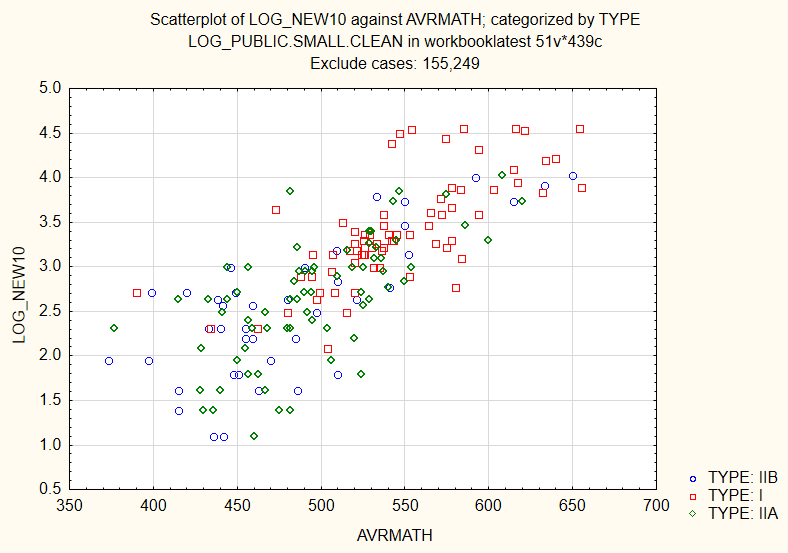 Scatterplot of LOG_NEW10 against AVRMATH; categorized by TYPE
LOG_PUBLIC.SMALL.CLEAN in workbooklatest 51v*439c
Exclude cases: 155,249
5.0
4.5
4.0
3.5
3.0
2.5
2.0
1.5
1.0
0.5
LOG_NEW10
350 400 450 500 550 600 650 700
AVRMATH
TYPE: IIB
TYPE: I
TYPE: IIA